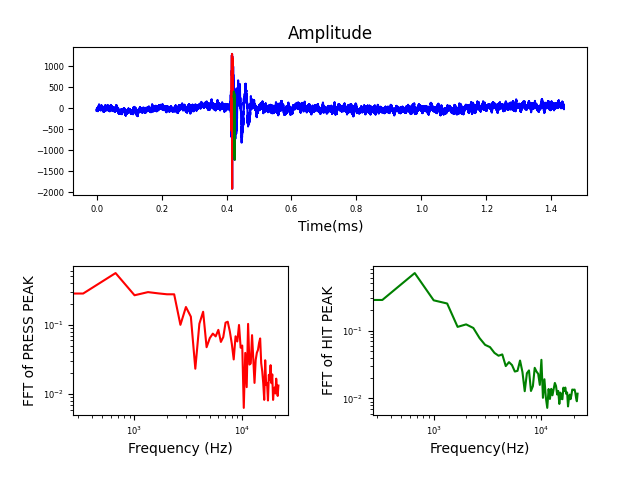 Amplitude
1000
500
0
−500
−1000
−1500
−2000
0.0 0.2 0.4 0.6 0.8 1.0 1.2 1.4
Time(ms)
FFT of PRESS PEAK
10⁻¹
10⁻²
10³ 10⁴
Frequency (Hz)
FFT of HIT PEAK
10⁻¹
10⁻²
10³ 10⁴
Frequency(Hz)